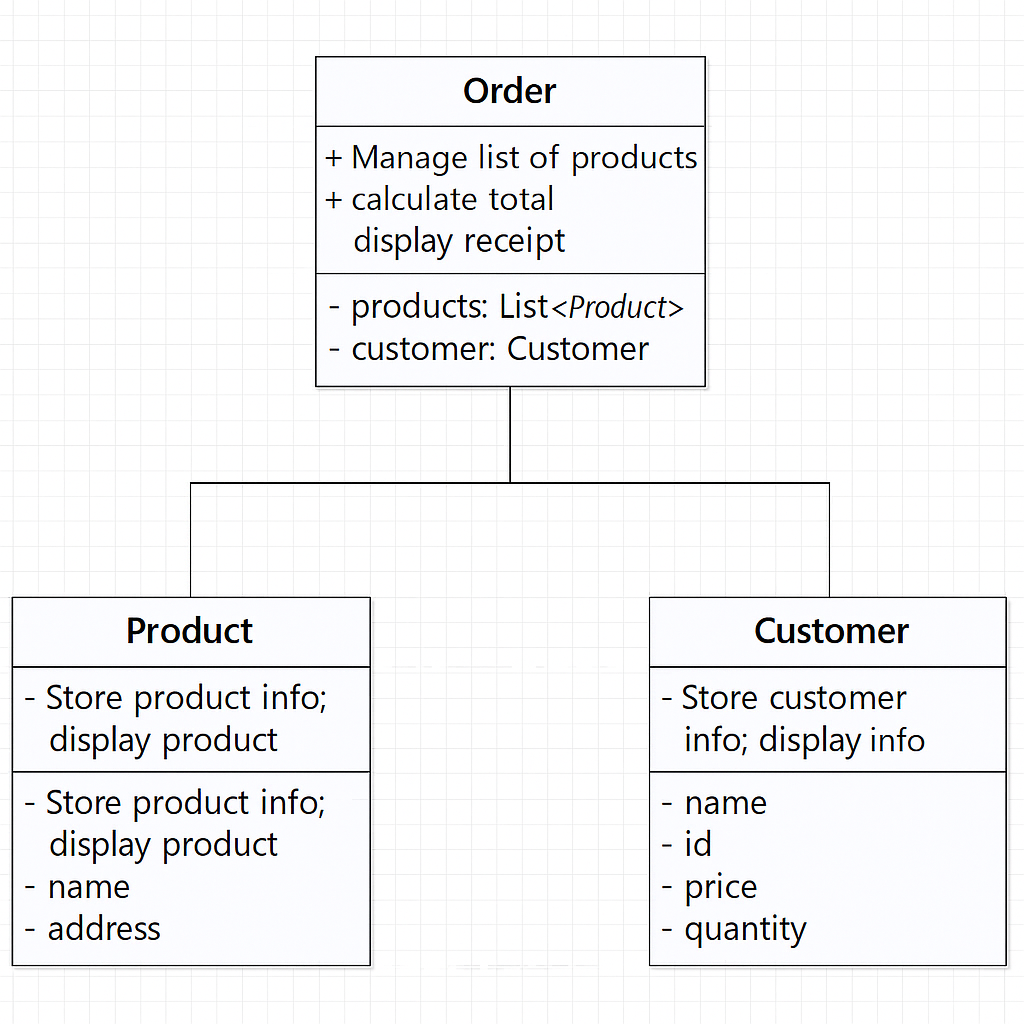 Order
+ Manage list of products
+ calculate total
display receipt
- products: List<Product>
- customer: Customer
Product
- Store product info;
display product
- Store product info;
display product
- name
- address
Customer
- Store customer
info; display info
- name
- id
- price
- quantity